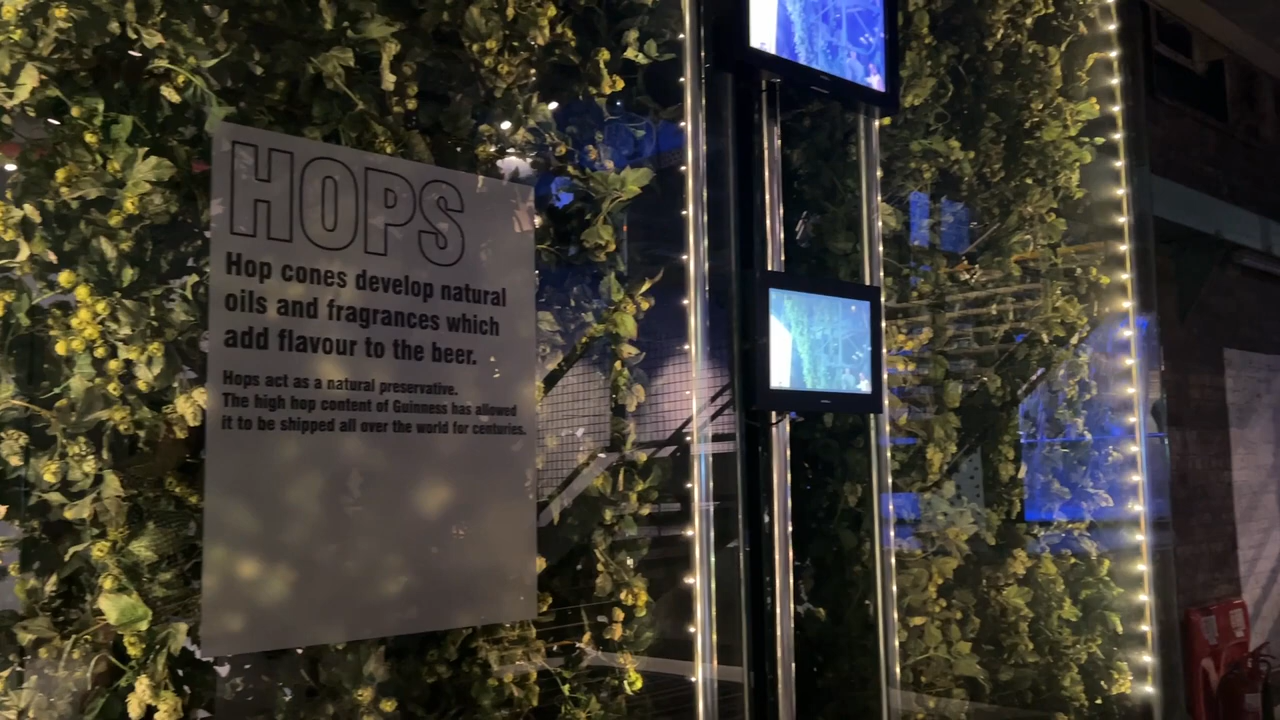 HOPS
Hop cones develop natural
oils and fragrances which
add flavour to the beer.
Hops act as a natural preservative.
The high hop content of Guinness has allowed
it to be shipped all over the world for centuries.